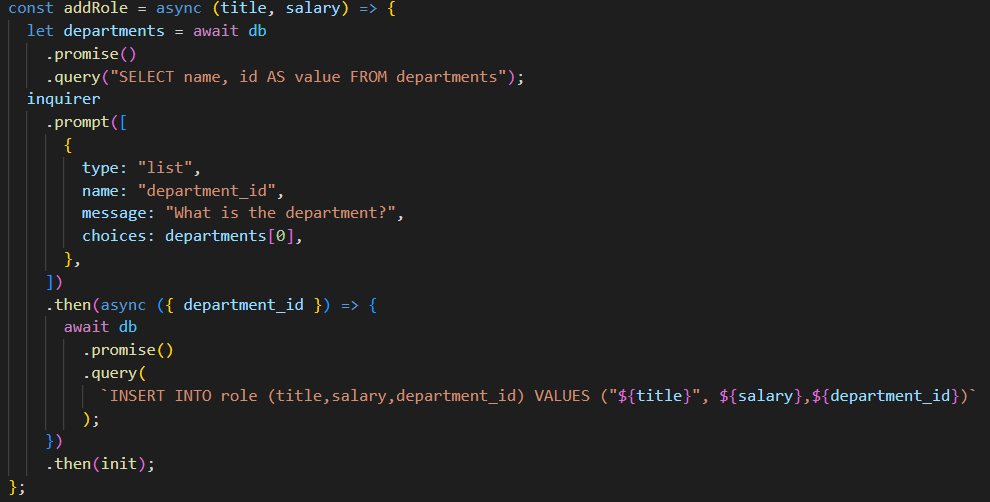 const addRole = async (title, salary) => {
  let departments = await db
    .promise()
    .query("SELECT name, id AS value FROM departments");
  inquirer
    .prompt([
      {
        type: "list",
        name: "department_id",
        message: "What is the department?",
        choices: departments[0],
      },
    ])
    .then(async ({ department_id }) => {
      await db
        .promise()
        .query(
          `INSERT INTO role (title,salary,department_id) VALUES ("${title}", ${salary},${department_id})`
        );
    })
    .then(init);
};